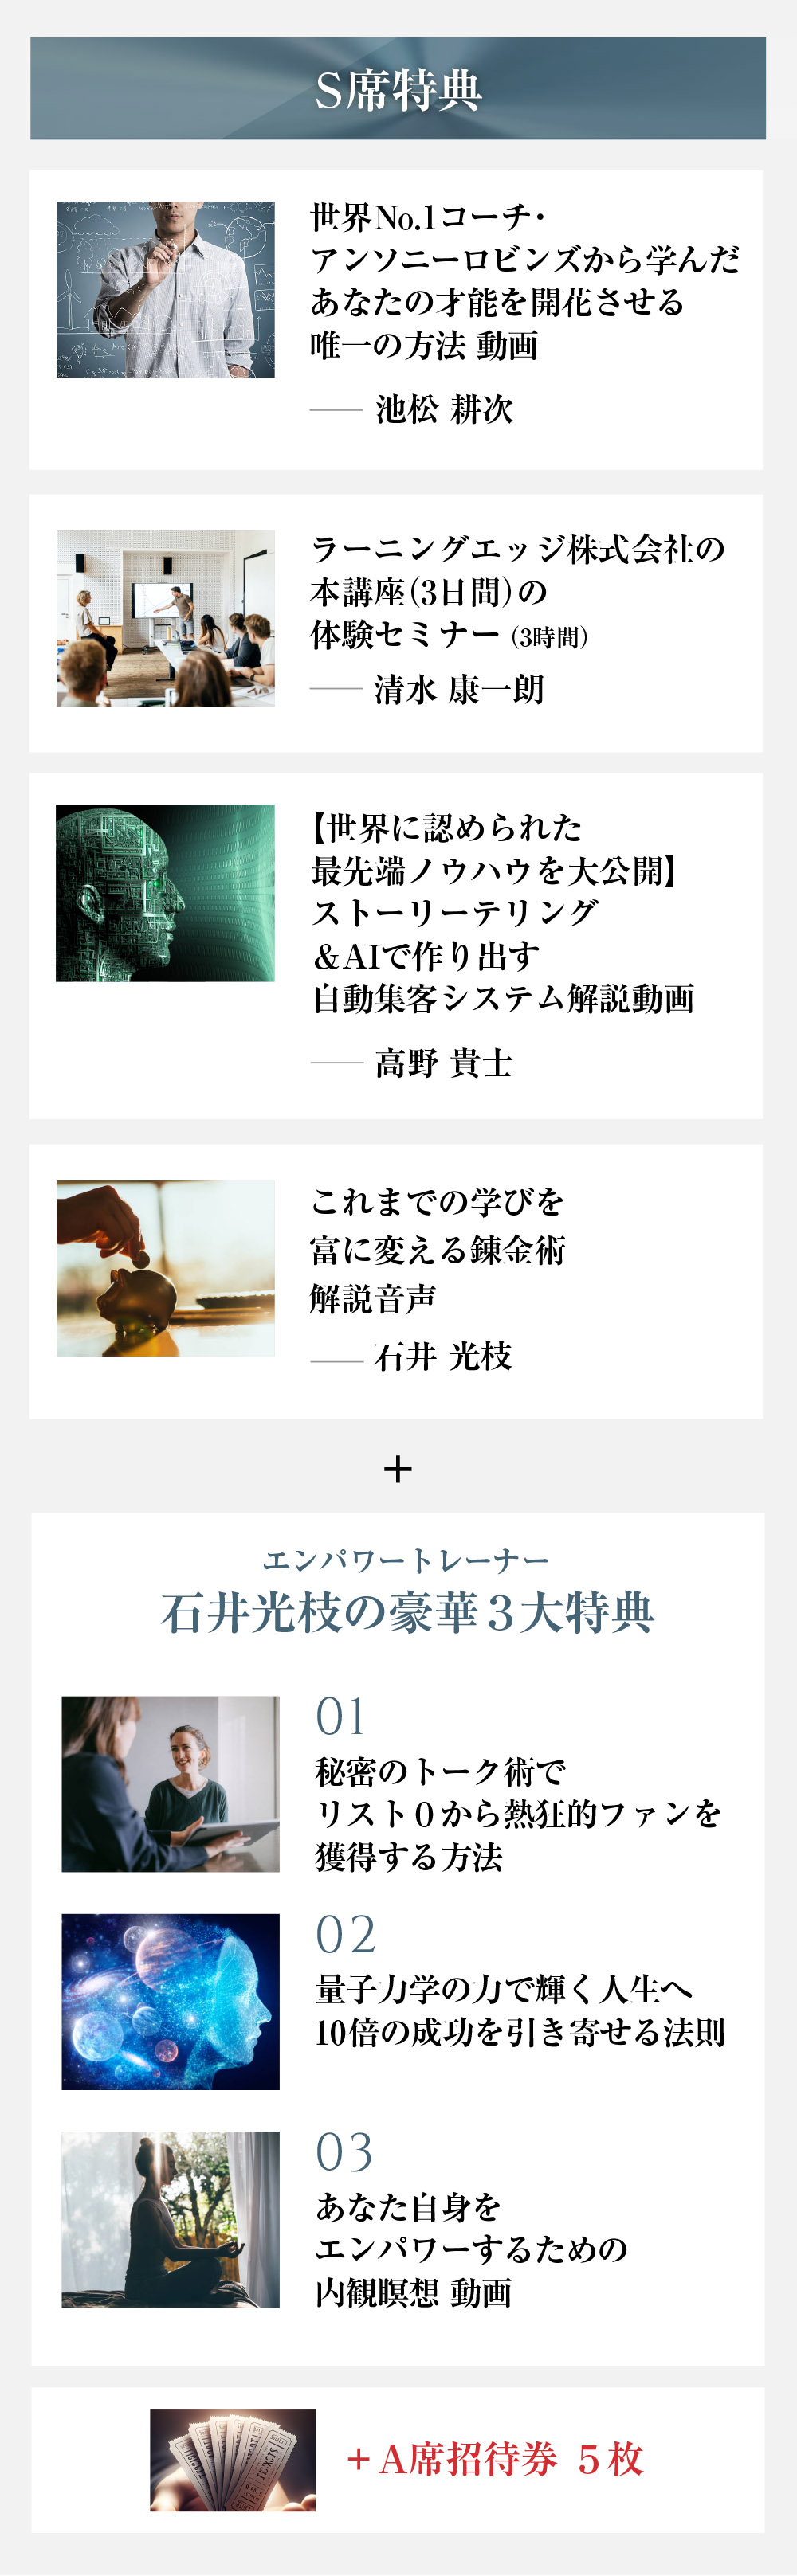 S席特典
世界No.1コーチ・
アンソニーロビンズから学んだ
あなたの才能を開花させる
唯一の方法 動画
── 池松 耕次
ラーニングエッジ株式会社の
本講座(3日間)の
体験セミナー (3時間)
── 清水 康一朗
【世界に認められた
最先端ノウハウを大公開】
ストーリーテリング
＆AIで作り出す
自動集客システム解説動画
── 高野 貴士
これまでの学びを
富に変える錬金術
解説音声
── 石井 光枝
＋
エンパワートレーナー
石井光枝の豪華３大特典
01
秘密のトーク術で
リスト０から熱狂的ファンを
獲得する方法
02
量子力学の力で輝く人生へ
10倍の成功を引き寄せる法則
03
あなた自身を
エンパワーするための
内観瞑想 動画
＋A席招待券 ５枚